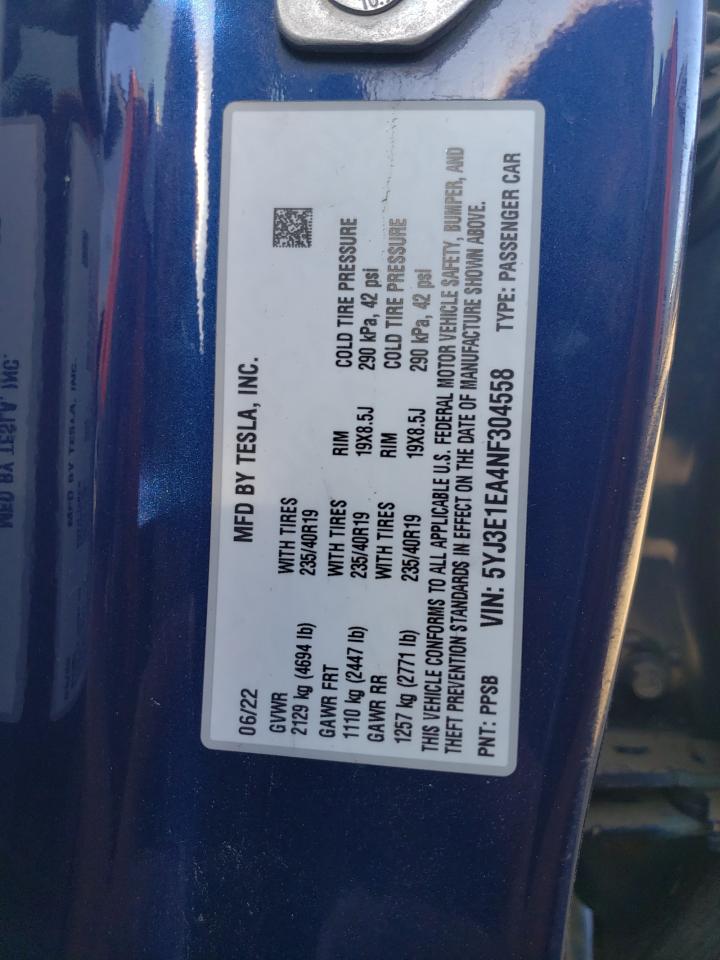 MFD BY TESLA, INC.
06/22
GVWR WITH TIRES
2129 kg (4694 lb) 235/40R19
GAWR FRT WITH TIRES RIM COLD TIRE PRESSURE
1110 kg (2447 lb) 235/40R19 19X8.5J 290 kPa, 42 psi
GAWR RR WITH TIRES RIM COLD TIRE PRESSURE
1257 kg (2771 lb) 235/40R19 19X8.5J 290 kPa, 42 psi
THIS VEHICLE CONFORMS TO ALL APPLICABLE U.S. FEDERAL MOTOR VEHICLE SAFETY, BUMPER, AND
THEFT PREVENTION STANDARDS IN EFFECT ON THE DATE OF MANUFACTURE SHOWN ABOVE.
PNT: PPSB VIN: 5YJ3E1EA4NF304558 TYPE: PASSENGER CAR